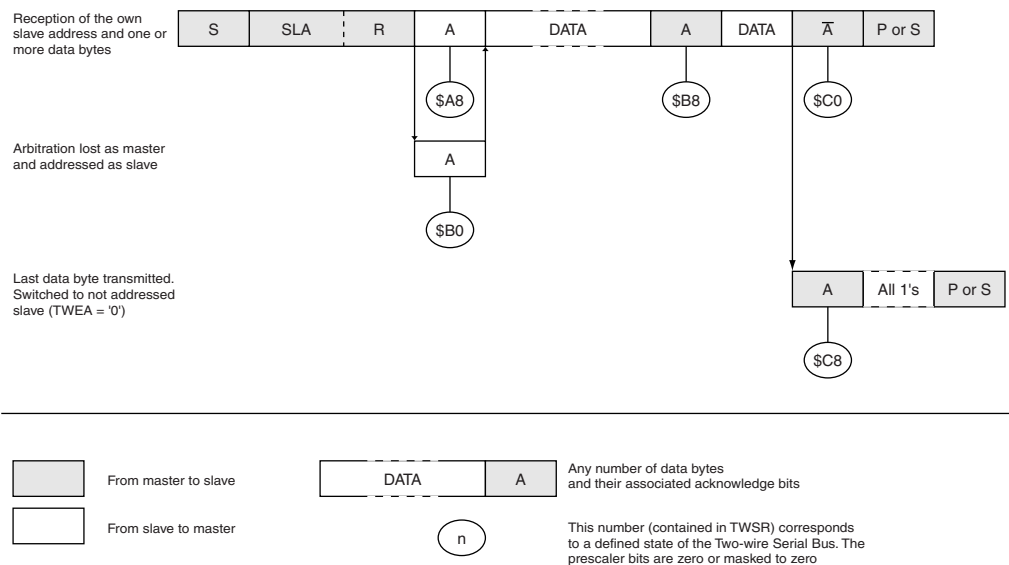 Reception of the own
slave address and one or
more data bytes
S SLA R A DATA A DATA A̅ P or S
$A8 $B8 $C0
Arbitration lost as master
and addressed as slave
A
$B0
Last data byte transmitted.
Switched to not addressed
slave (TWEA = '0')
A All 1's P or S
$C8
From master to slave
DATA A
Any number of data bytes
and their associated acknowledge bits
From slave to master
n
This number (contained in TWSR) corresponds
to a defined state of the Two-wire Serial Bus. The
prescaler bits are zero or masked to zero